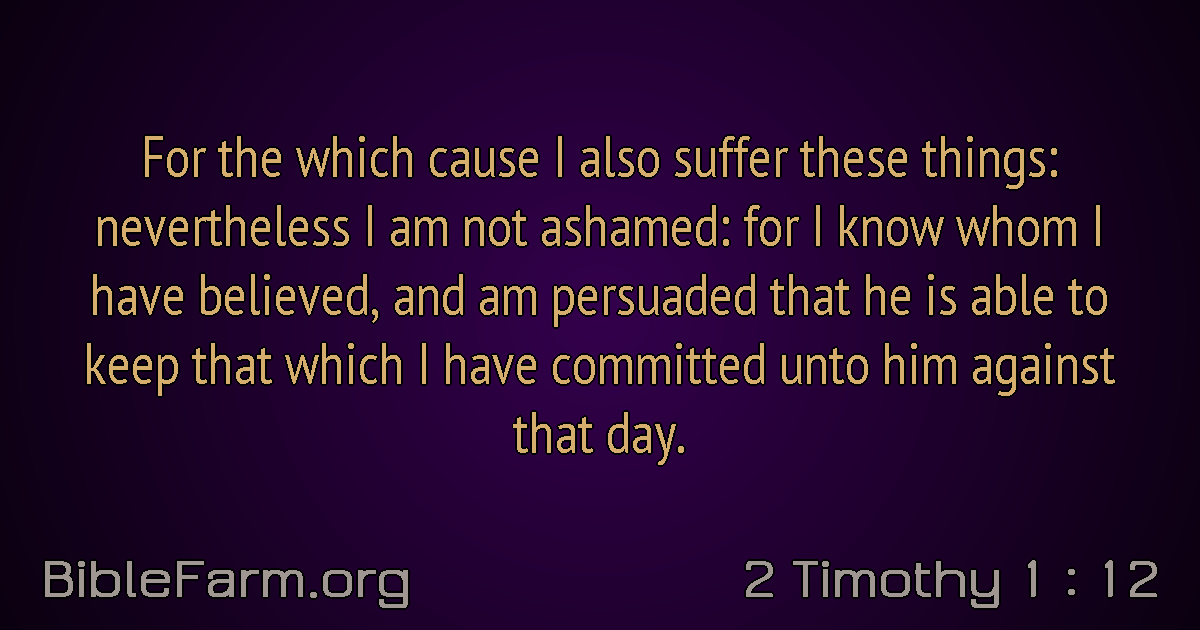 For the which cause I also suffer these things:
nevertheless I am not ashamed: for I know whom I
have believed, and am persuaded that he is able to
keep that which I have committed unto him against
that day.
BibleFarm.org
2 Timothy 1 : 12